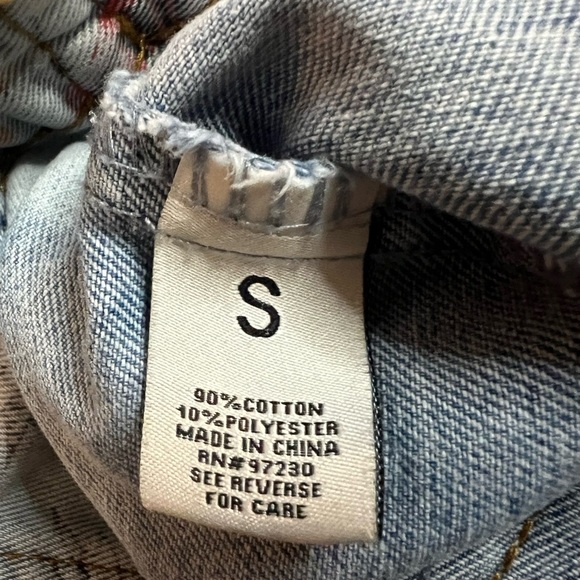 S
90%COTTON
10%POLYESTER
MADE IN CHINA
RN#97230
SEE REVERSE
FOR CARE